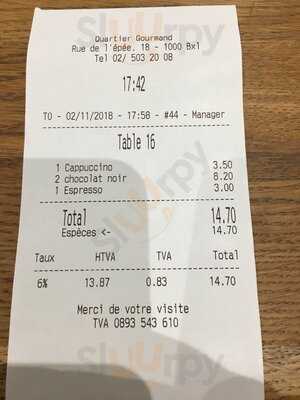 Quartier Gourmand
Rue de l'épée, 18 - 1000 Bxl
Tel 02/ 503 20 08
17:42
T0 - 02/11/2018 - 17:58 - #44 - Manager
Table 16
1 Cappuccino 3.50
2 chocolat noir 8.20
1 Espresso 3.00
Total 14.70
Espèces <- 14.70
Taux HTVA TVA Total
6% 13.87 0.83 14.70
Merci de votre visite
TVA 0893 543 610
Sluurpy
Sluurpy
Sluurpy